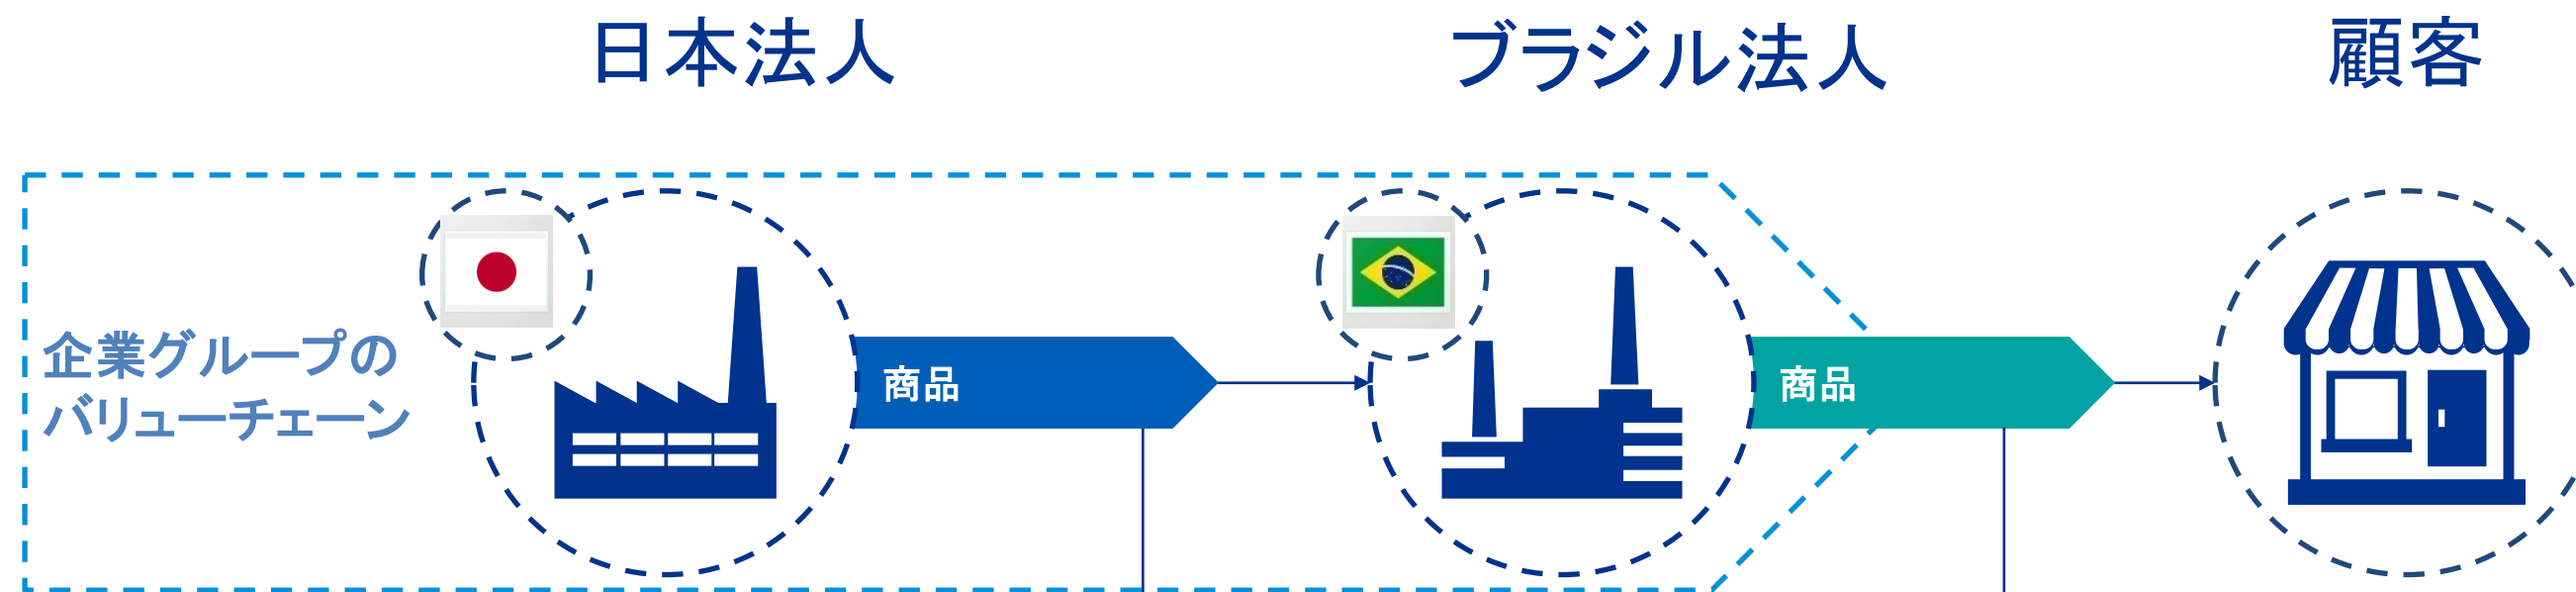 日本法人
ブラジル法人
顧客
企業グループの
バリューチェーン
商品
商品